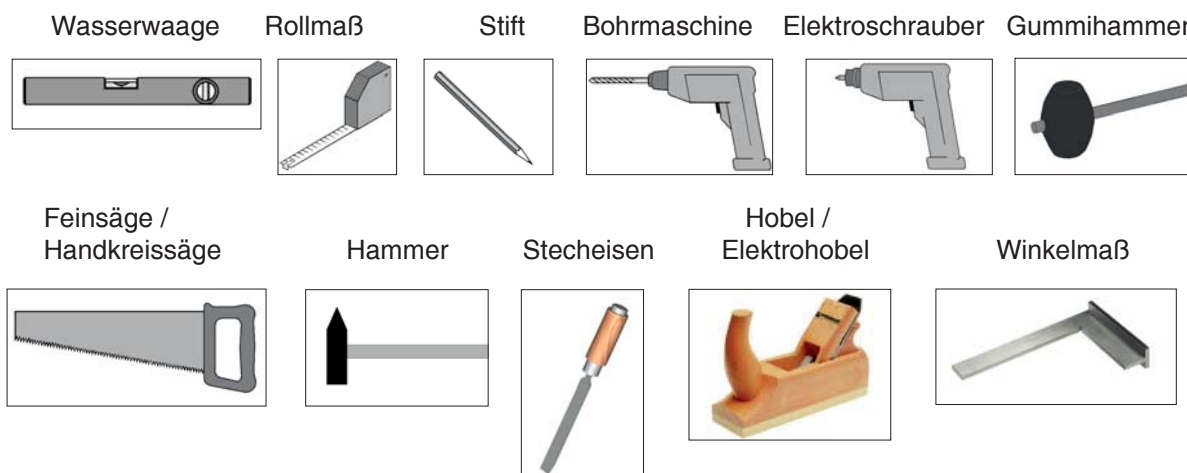 Wasserwaage Rollmaß Stift Bohrmaschine Elektroschrauber Gummihammer
Feinsäge /
Handkreissäge
Hammer
Stecheisen
Hobel /
Elektrohobel
Winkelmaß